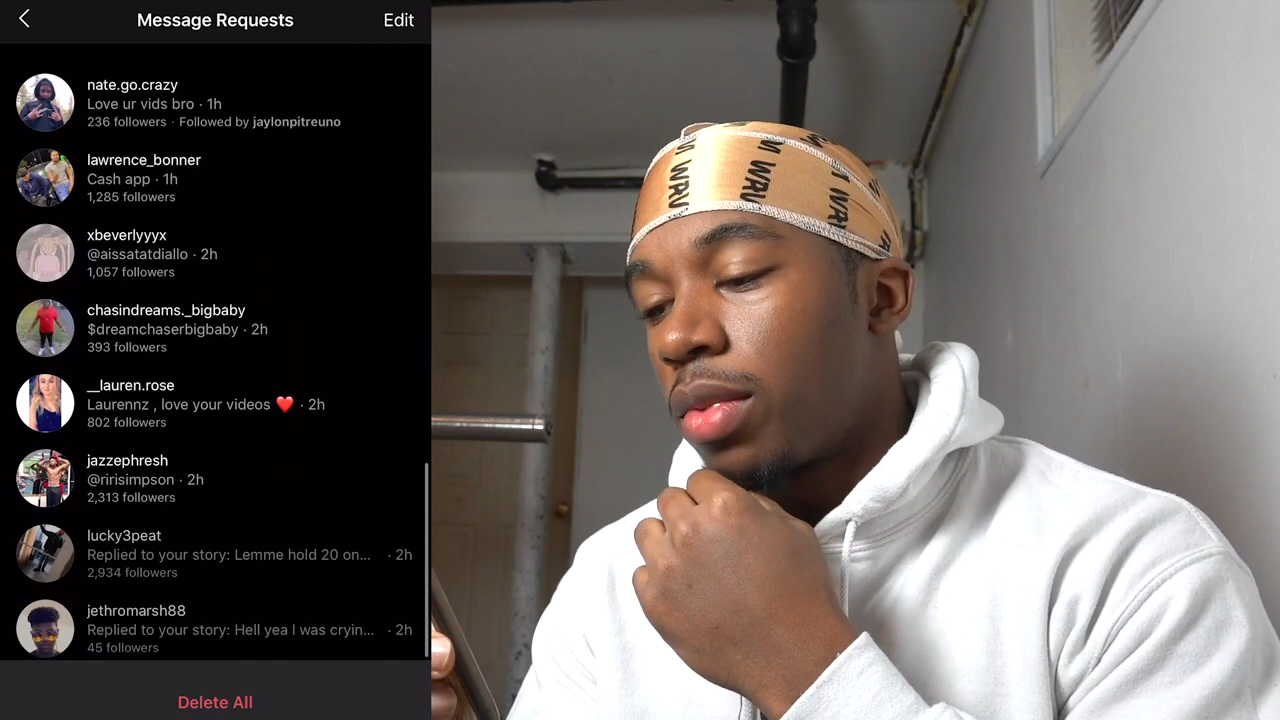 Message Requests
Edit
nate.go.crazy
Love ur vids bro · 1h
236 followers · Followed by jaylonpitreuno
lawrence_bonner
Cash app · 1h
1,285 followers
xbeverlyyyx
@aissatatdiallo · 2h
1,057 followers
chasindreams._bigbaby
$dreamchaserbigbaby · 2h
393 followers
__lauren.rose
Laurennz , love your videos ❤️ · 2h
802 followers
jazzephresh
@ririsimpson · 2h
2,313 followers
lucky3peat
Replied to your story: Lemme hold 20 on... · 2h
2,934 followers
jethromarsh88
Replied to your story: Hell yea I was cryin... · 2h
45 followers
Delete All